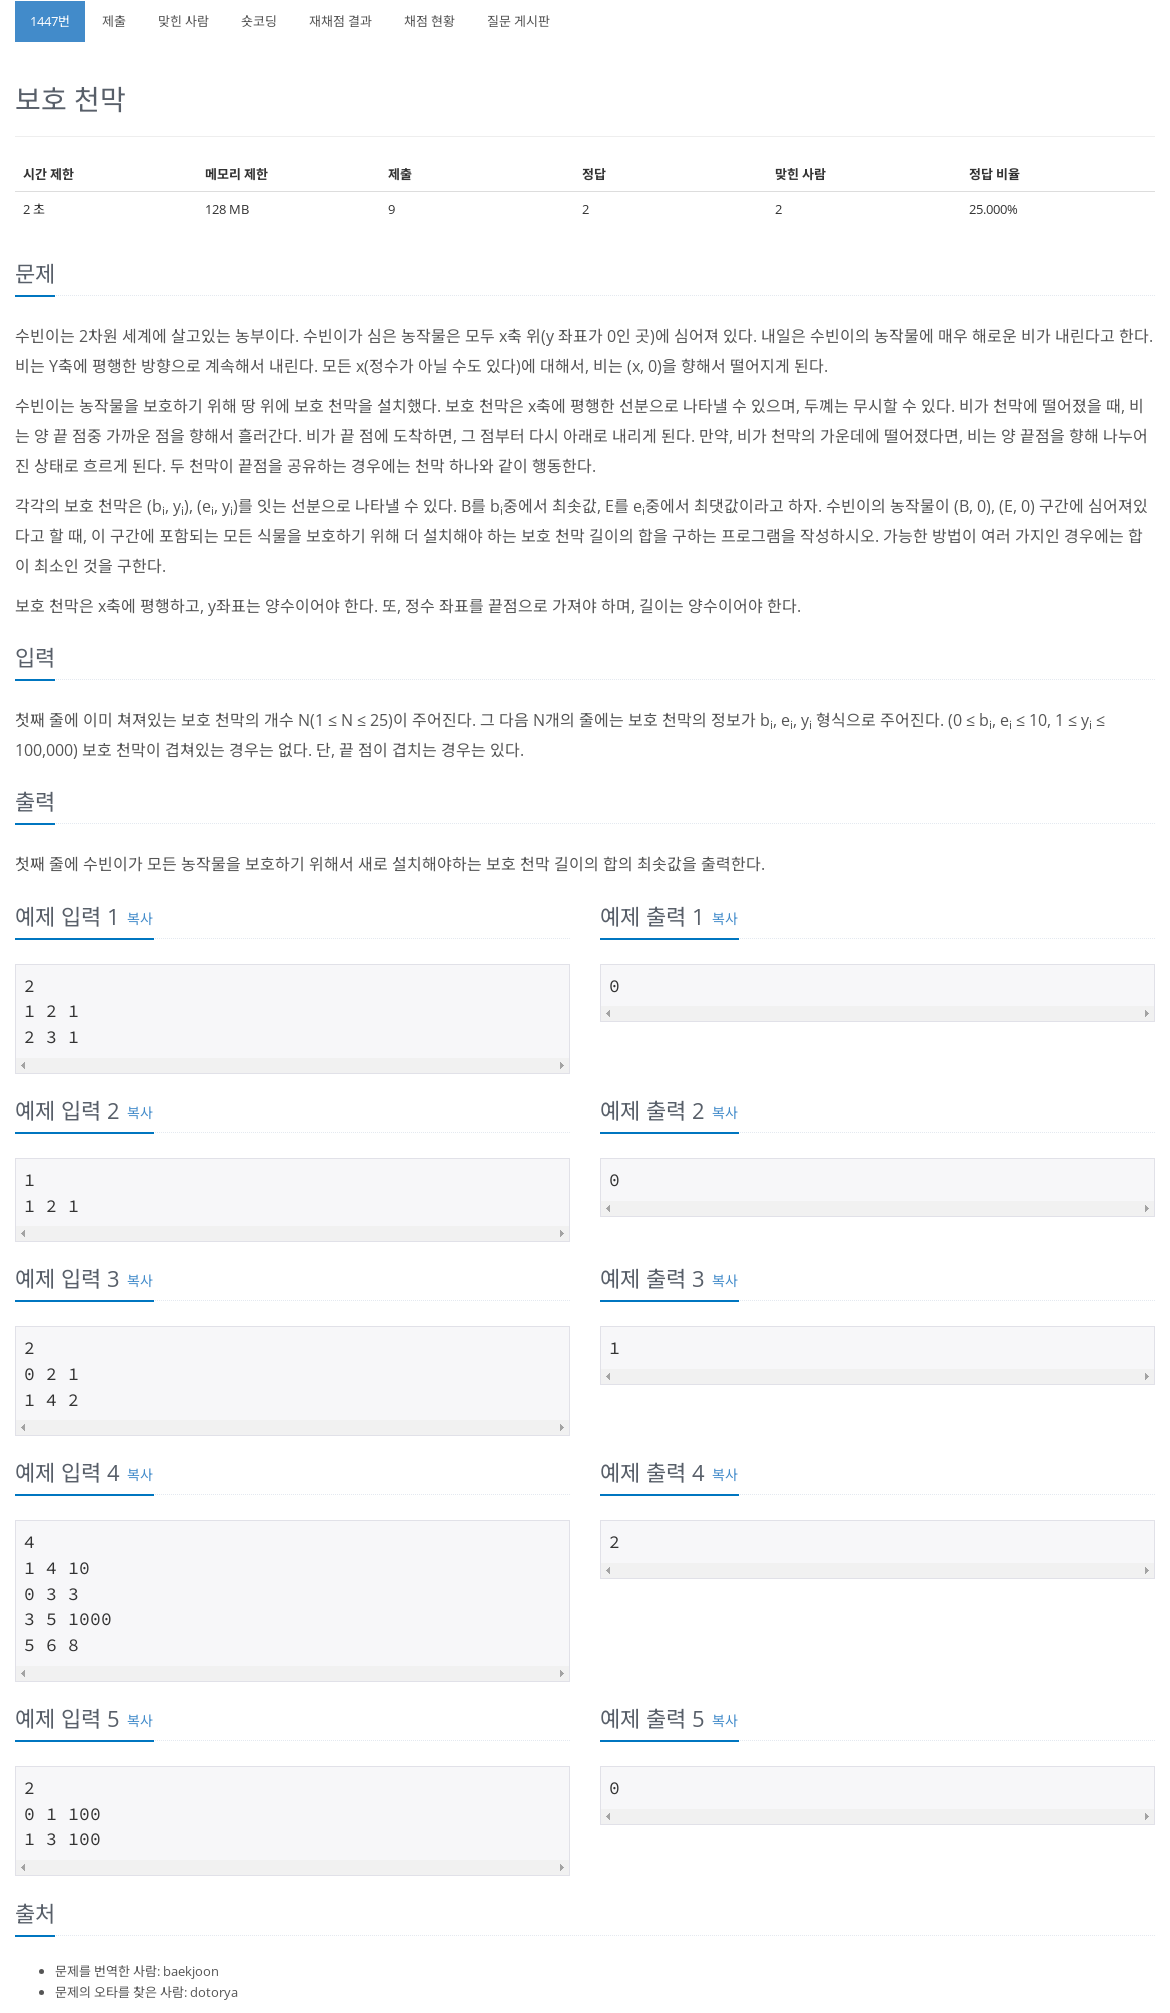 1447번 제출 맞힌 사람 숏코딩 재채점 결과 채점 현황 질문 게시판
보호 천막
시간 제한 메모리 제한 제출 정답 맞힌 사람 정답 비율
2 초 128 MB 9 2 2 25.000%
문제
수빈이는 2차원 세계에 살고있는 농부이다. 수빈이가 심은 농작물은 모두 x축 위(y 좌표가 0인 곳)에 심어져 있다. 내일은 수빈이의 농작물에 매우 해로운 비가 내린다고 한다.
비는 Y축에 평행한 방향으로 계속해서 내린다. 모든 x(정수가 아닐 수도 있다)에 대해서, 비는 (x, 0)을 향해서 떨어지게 된다.
수빈이는 농작물을 보호하기 위해 땅 위에 보호 천막을 설치했다. 보호 천막은 x축에 평행한 선분으로 나타낼 수 있으며, 두께는 무시할 수 있다. 비가 천막에 떨어졌을 때, 비
는 양 끝 점중 가까운 점을 향해서 흘러간다. 비가 끝 점에 도착하면, 그 점부터 다시 아래로 내리게 된다. 만약, 비가 천막의 가운데에 떨어졌다면, 비는 양 끝점을 향해 나누어
진 상태로 흐르게 된다. 두 천막이 끝점을 공유하는 경우에는 천막 하나와 같이 행동한다.
각각의 보호 천막은 (bi, yi), (ei, yi)를 잇는 선분으로 나타낼 수 있다. B를 bi중에서 최솟값, E를 ei중에서 최댓값이라고 하자. 수빈이의 농작물이 (B, 0), (E, 0) 구간에 심어져있
다고 할 때, 이 구간에 포함되는 모든 식물을 보호하기 위해 더 설치해야 하는 보호 천막 길이의 합을 구하는 프로그램을 작성하시오. 가능한 방법이 여러 가지인 경우에는 합
이 최소인 것을 구한다.
보호 천막은 x축에 평행하고, y좌표는 양수이어야 한다. 또, 정수 좌표를 끝점으로 가져야 하며, 길이는 양수이어야 한다.
입력
첫째 줄에 이미 쳐져있는 보호 천막의 개수 N(1 ≤ N ≤ 25)이 주어진다. 그 다음 N개의 줄에는 보호 천막의 정보가 bi, ei, yi 형식으로 주어진다. (0 ≤ bi, ei ≤ 10, 1 ≤ yi ≤
100,000) 보호 천막이 겹쳐있는 경우는 없다. 단, 끝 점이 겹치는 경우는 있다.
출력
첫째 줄에 수빈이가 모든 농작물을 보호하기 위해서 새로 설치해야하는 보호 천막 길이의 합의 최솟값을 출력한다.
예제 입력 1 복사
2
1 2 1
2 3 1
예제 출력 1 복사
0
예제 입력 2 복사
1
1 2 1
예제 출력 2 복사
0
예제 입력 3 복사
2
0 2 1
1 4 2
예제 출력 3 복사
1
예제 입력 4 복사
4
1 4 10
0 3 3
3 5 1000
5 6 8
예제 출력 4 복사
2
예제 입력 5 복사
2
0 1 100
1 3 100
예제 출력 5 복사
0
출처
문제를 번역한 사람: baekjoon
문제의 오타를 찾은 사람: dotorya